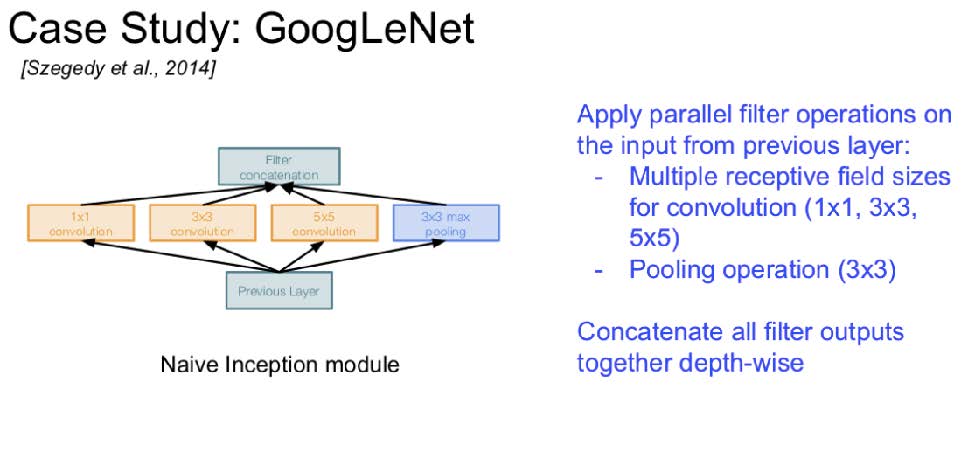 Case Study: GoogLeNet
[Szegedy et al., 2014]
Filter
concatenation
1x1
convolution
3x3
convolution
5x5
convolution
3x3 max
pooling
Previous Layer
Naive Inception module
Apply parallel filter operations on
the input from previous layer:
- Multiple receptive field sizes
for convolution (1x1, 3x3,
5x5)
- Pooling operation (3x3)
Concatenate all filter outputs
together depth-wise